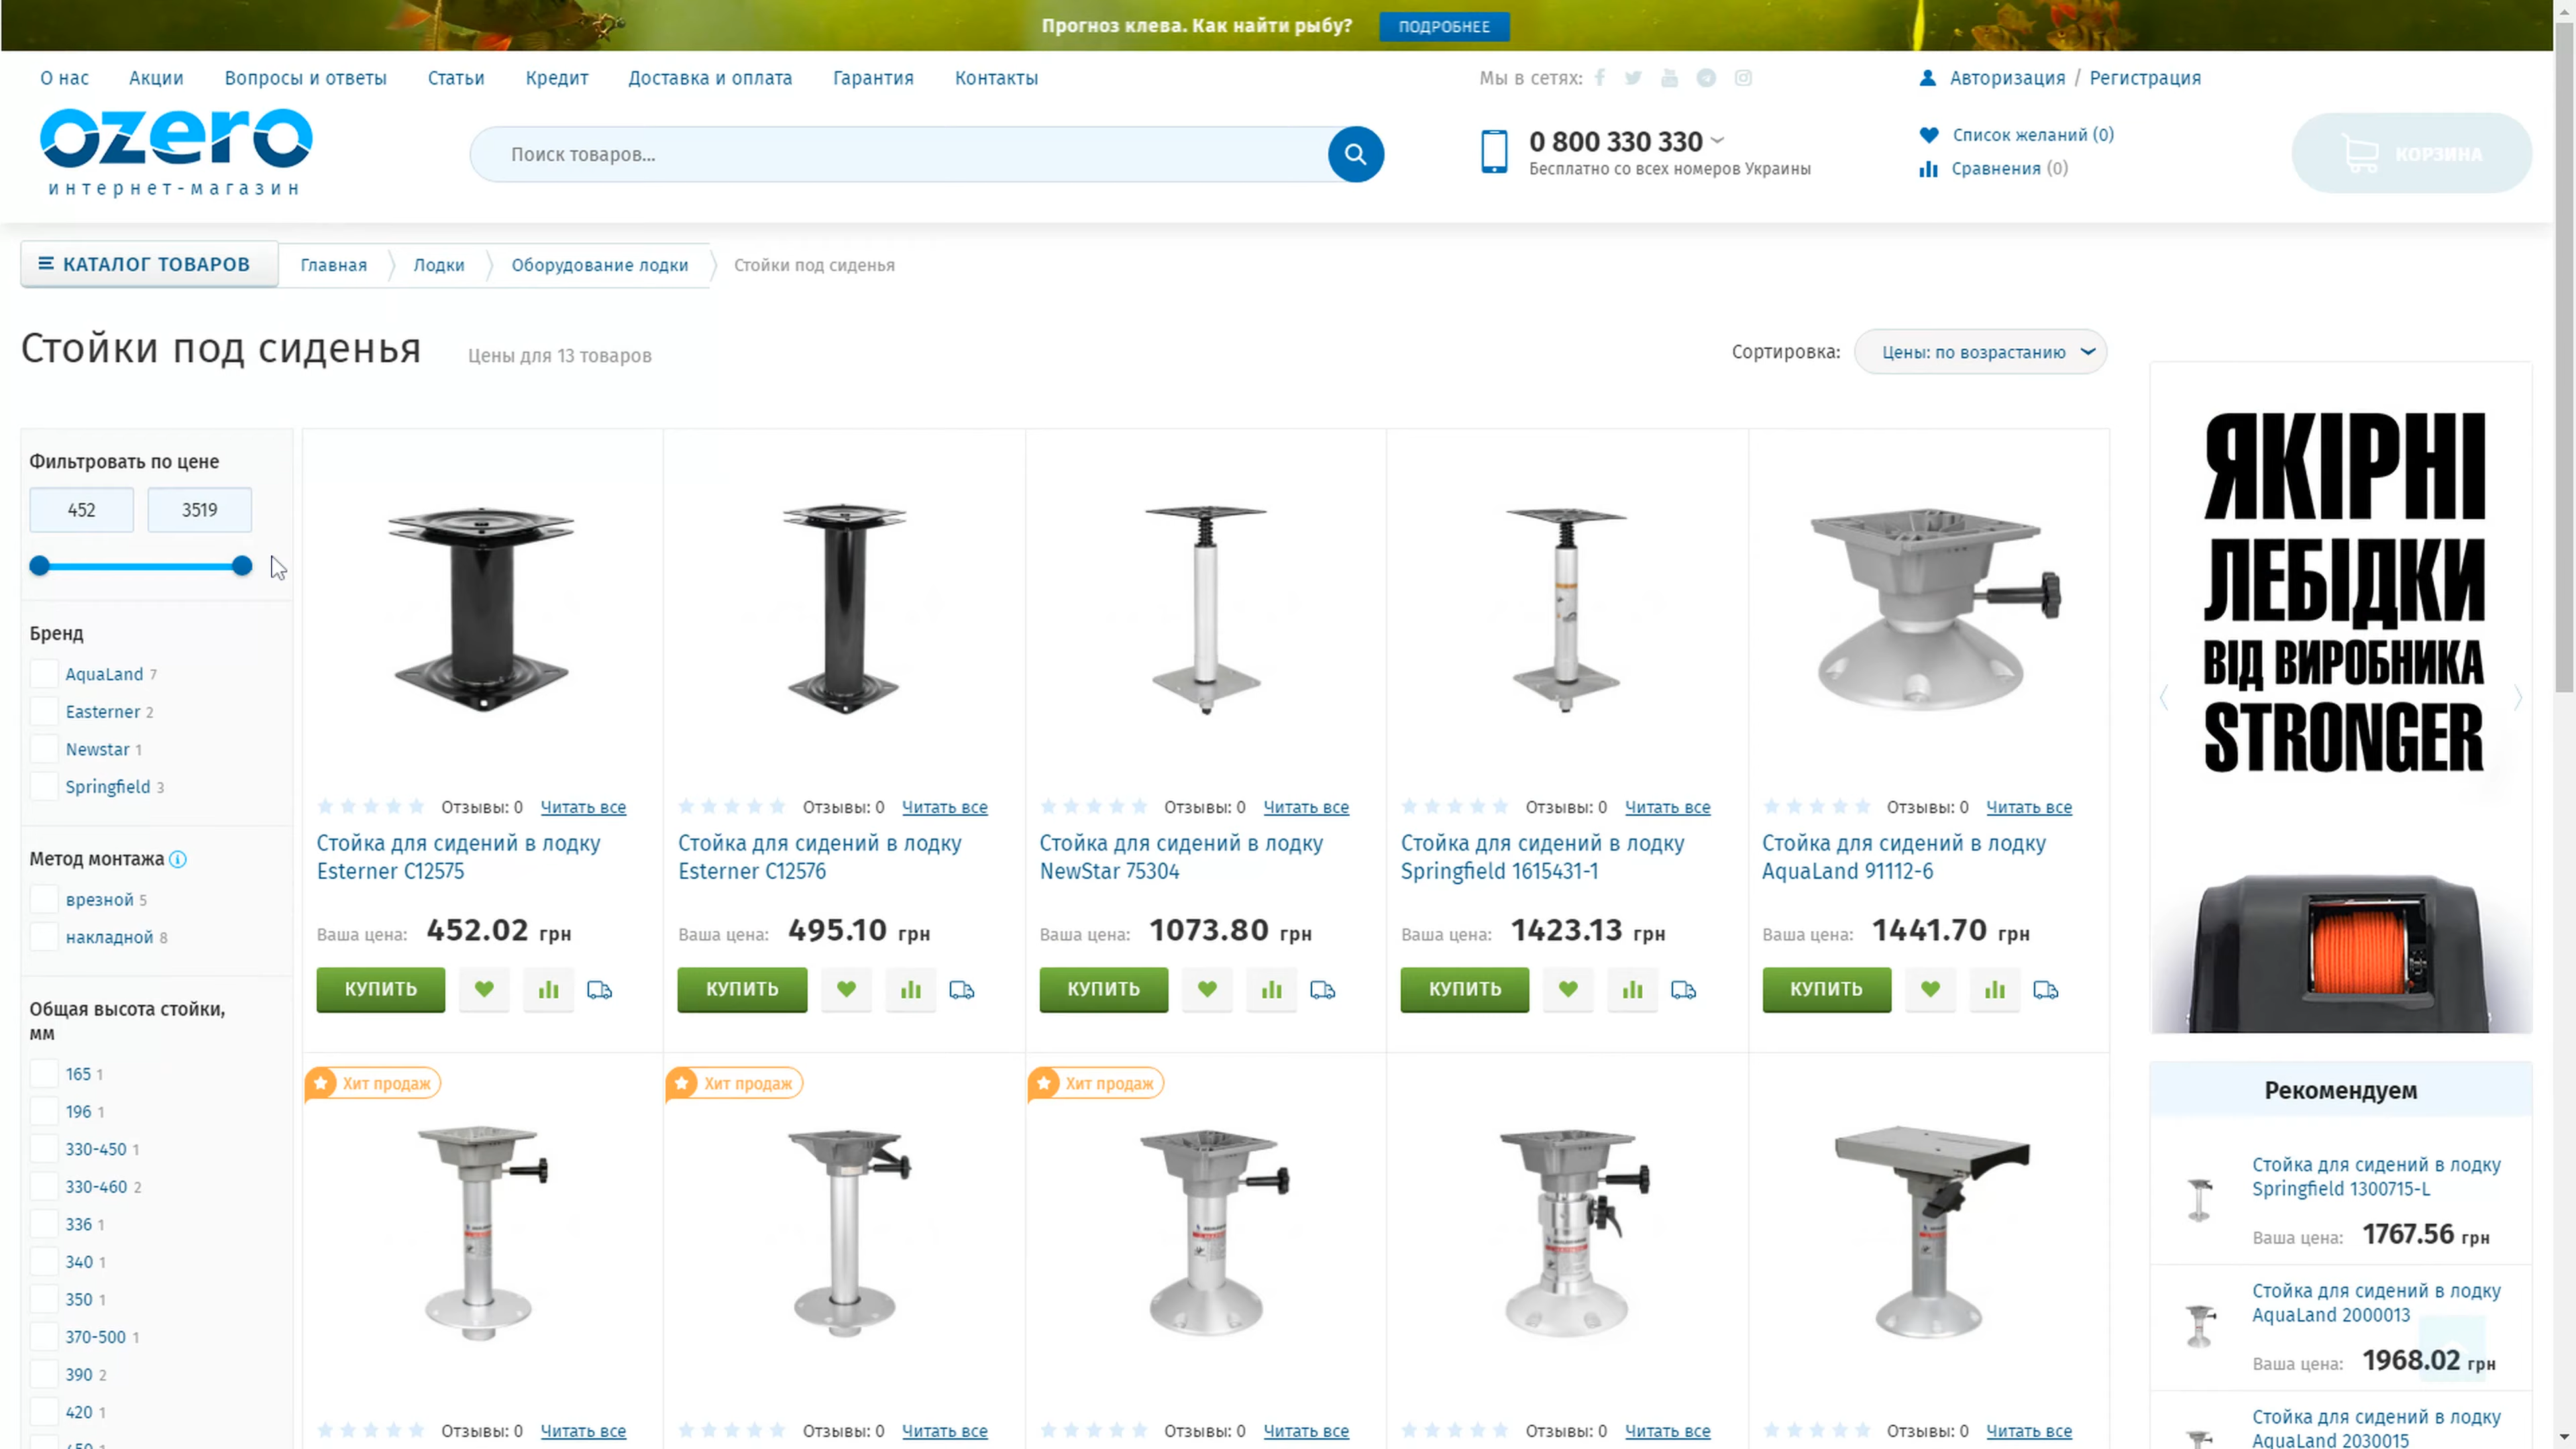 Прогноз клева. Как найти рыбу?
ПОДРОБНЕЕ
О нас
Акции
Вопросы и ответы
Статьи
Кредит
Доставка и оплата
Гарантия
Контакты
Мы в сетях:
Авторизация / Регистрация
ozero
интернет-магазин
Поиск товаров...
0 800 330 330
Бесплатно со всех номеров Украины
Список желаний (0)
Сравнения (0)
КОРЗИНА
КАТАЛОГ ТОВАРОВ
Главная
Лодки
Оборудование лодки
Стойки под сиденья
Стойки под сиденья
Цены для 13 товаров
Сортировка:
Цены: по возрастанию
Фильтровать по цене
452
3519
Бренд
AquaLand 7
Easterner 2
Newstar 1
Springfield 3
Метод монтажа
врезной 5
накладной 8
Общая высота стойки,
мм
165 1
196 1
330-450 1
330-460 2
336 1
340 1
350 1
370-500 1
390 2
420 1
Отзывы: 0 Читать все
Стойка для сидений в лодку
Esterner C12575
Ваша цена: 452.02 грн
КУПИТЬ
Отзывы: 0 Читать все
Стойка для сидений в лодку
Esterner C12576
Ваша цена: 495.10 грн
КУПИТЬ
Отзывы: 0 Читать все
Стойка для сидений в лодку
NewStar 75304
Ваша цена: 1073.80 грн
КУПИТЬ
Отзывы: 0 Читать все
Стойка для сидений в лодку
Springfield 1615431-1
Ваша цена: 1423.13 грн
КУПИТЬ
Отзывы: 0 Читать все
Стойка для сидений в лодку
AquaLand 91112-6
Ваша цена: 1441.70 грн
КУПИТЬ
Хит продаж
Отзывы: 0 Читать все
Хит продаж
Отзывы: 0 Читать все
Хит продаж
Отзывы: 0 Читать все
Отзывы: 0 Читать все
Отзывы: 0 Читать все
ЯКІРНІ
ЛЕБІДКИ
ВІД ВИРОБНИКА
STRONGER
Рекомендуем
Стойка для сидений в лодку
Springfield 1300715-L
Ваша цена: 1767.56 грн
Стойка для сидений в лодку
AquaLand 2000013
Ваша цена: 1968.02 грн
Стойка для сидений в лодку
AquaLand 2030015